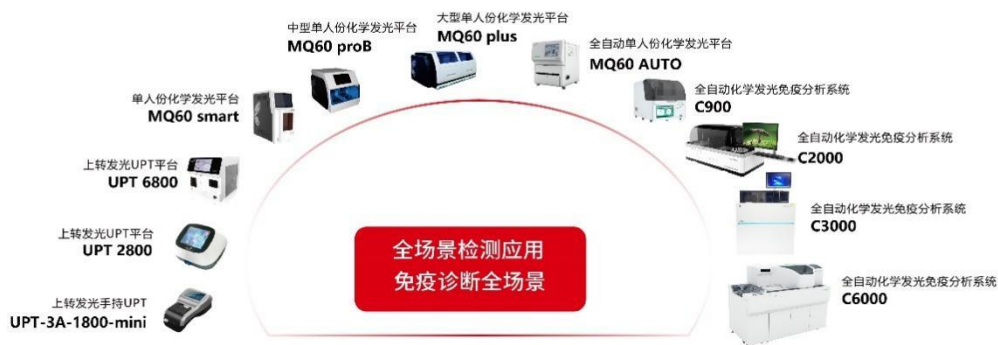 中型单人份化学发光平台
MQ60 proB
大型单人份化学发光平台
MQ60 plus
全自动单人份化学发光平台
MQ60 AUTO
单人份化学发光平台
MQ60 smart
全自动化学发光免疫分析系统
C900
上转发光UPT平台
UPT 6800
全自动化学发光免疫分析系统
C2000
上转发光UPT平台
UPT 2800
全自动化学发光免疫分析系统
C3000
上转发光手持UPT
UPT-3A-1800-mini
全自动化学发光免疫分析系统
C6000
全场景检测应用
免疫诊断全场景